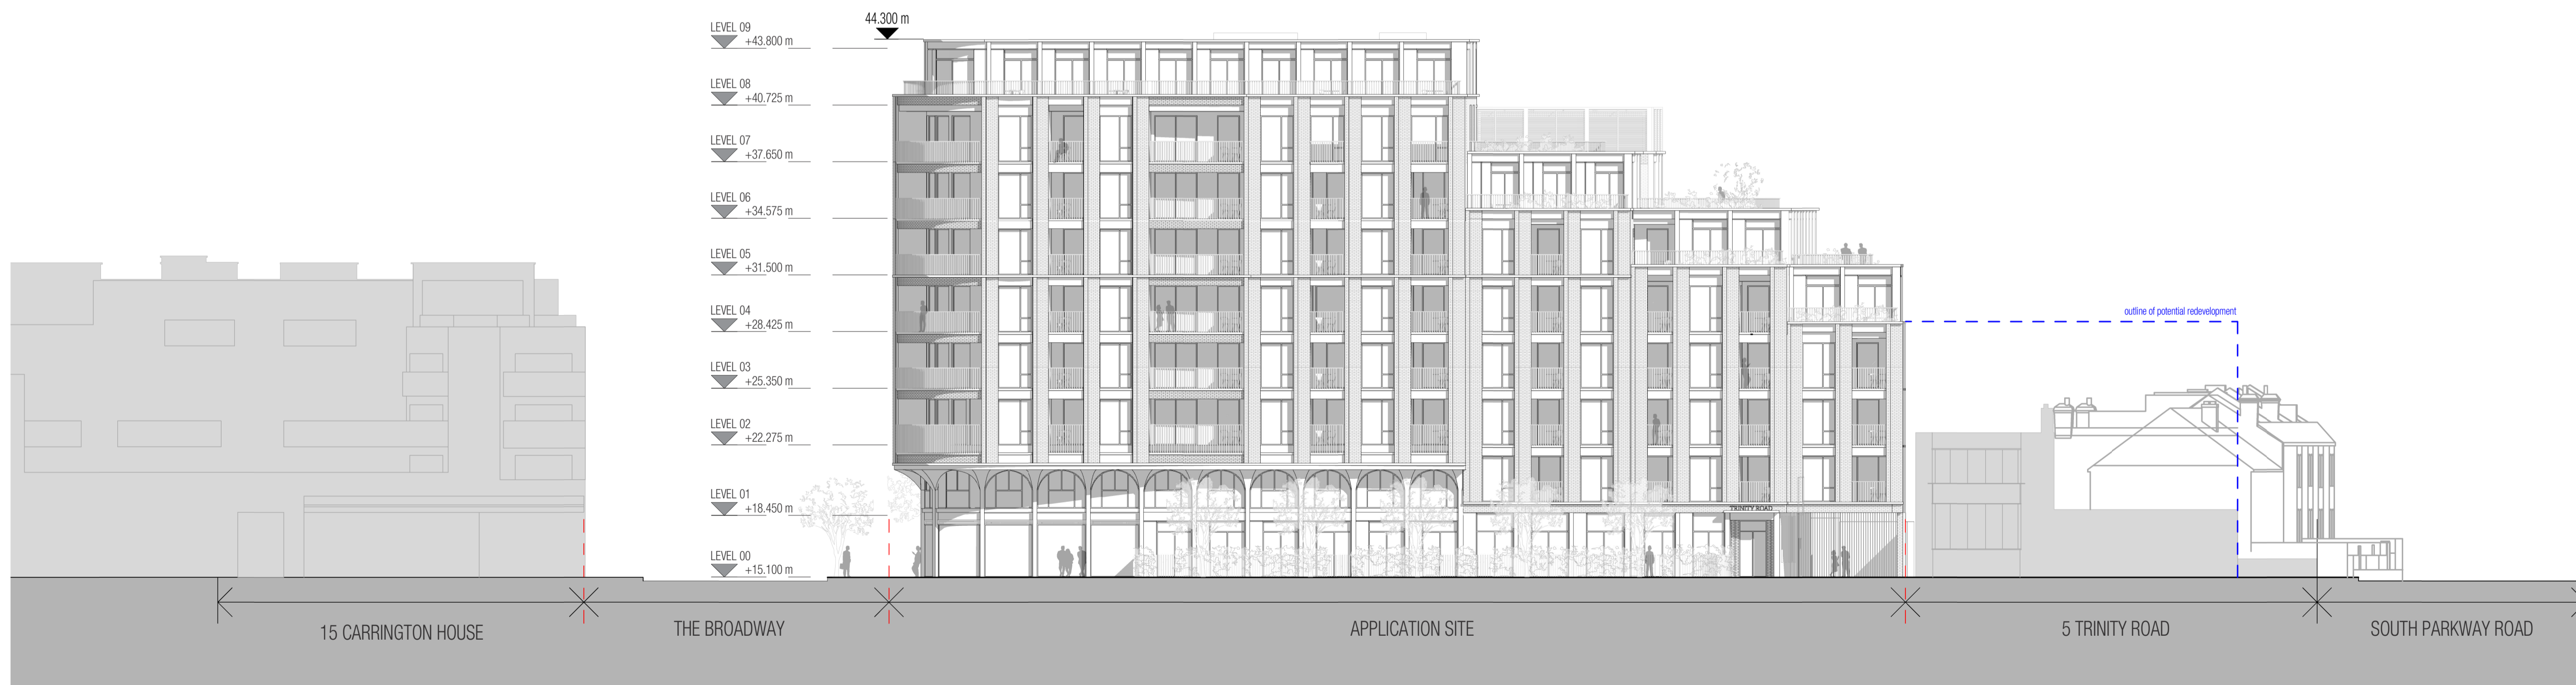 44.300 m
LEVEL 09
+43.800 m
LEVEL 08
+40.725 m
LEVEL 07
+37.650 m
LEVEL 06
+34.575 m
LEVEL 05
+31.500 m
LEVEL 04
+28.425 m
LEVEL 03
+25.350 m
LEVEL 02
+22.275 m
LEVEL 01
+18.450 m
LEVEL 00
+15.100 m
outline of potential redevelopment
TRINITY ROAD
15 CARRINGTON HOUSE
THE BROADWAY
APPLICATION SITE
5 TRINITY ROAD
SOUTH PARKWAY ROAD